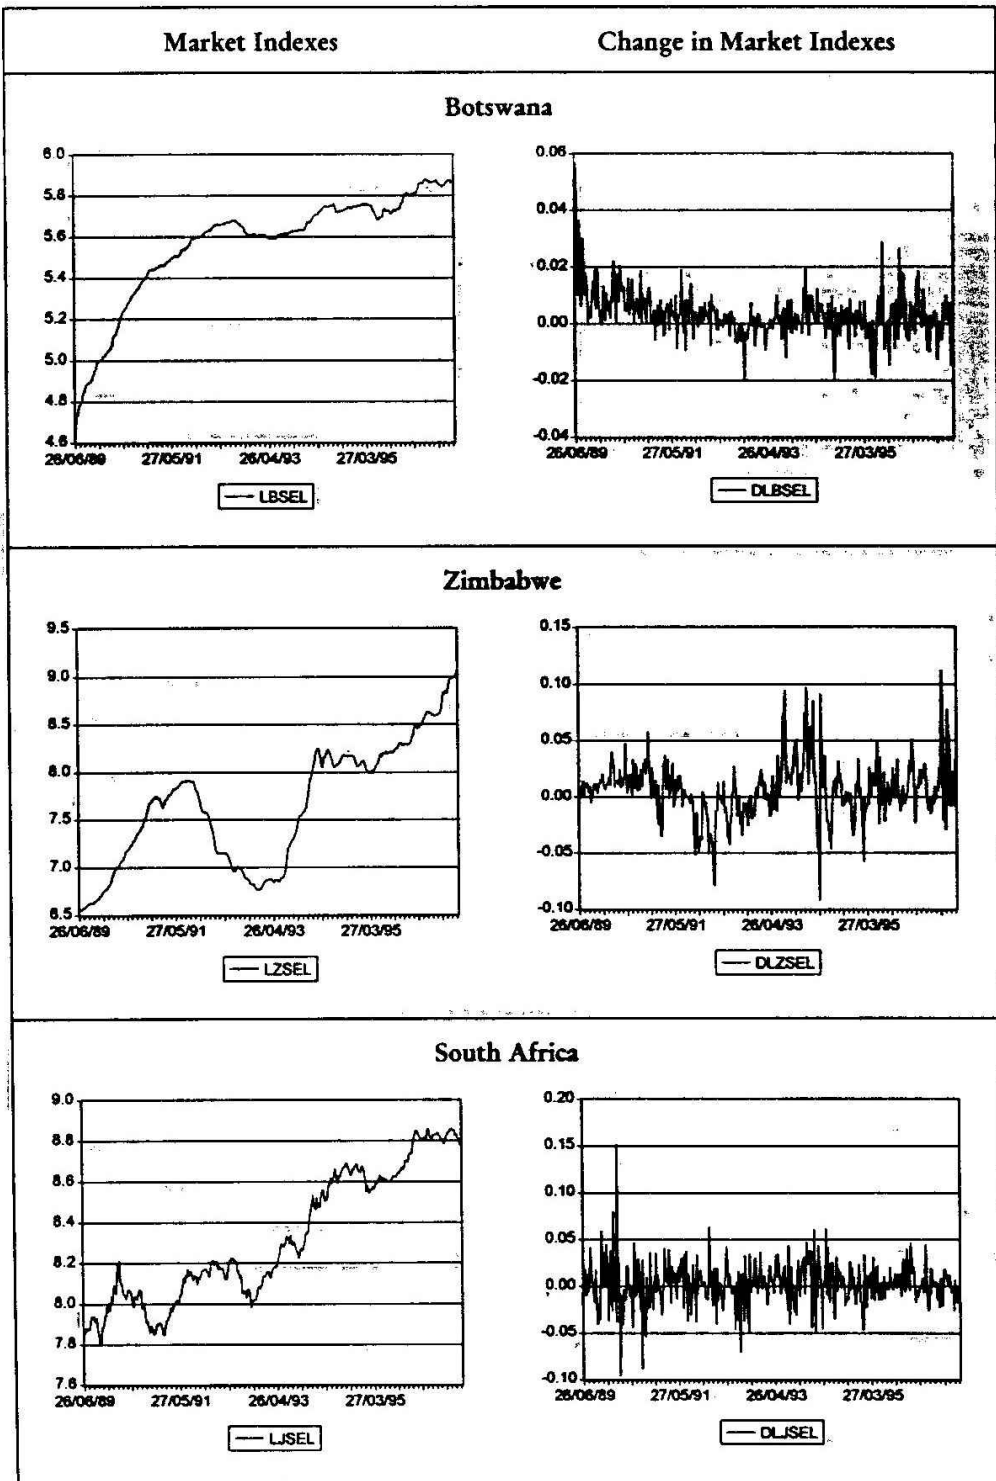 Market Indexes
Change in Market Indexes
Botswana
6.0
5.8
5.6
5.4
5.2
5.0
4.8
4.6
26/06/89 27/05/91 26/04/93 27/03/95
LBSEL
0.06
0.04
0.02
0.00
-0.02
-0.04
26/06/89 27/05/91 26/04/93 27/03/95
DLBSEL
Zimbabwe
9.5
9.0
8.5
8.0
7.5
7.0
6.5
26/06/89 27/05/91 26/04/93 27/03/95
LZSEL
0.15
0.10
0.05
0.00
-0.05
-0.10
26/06/89 27/05/91 26/04/93 27/03/95
DLZSEL
South Africa
9.0
8.8
8.6
8.4
8.2
8.0
7.8
7.6
26/06/89 27/05/91 26/04/93 27/03/95
LJSEL
0.20
0.15
0.10
0.05
0.00
-0.05
-0.10
26/06/89 27/05/91 26/04/93 27/03/95
DLJSEL